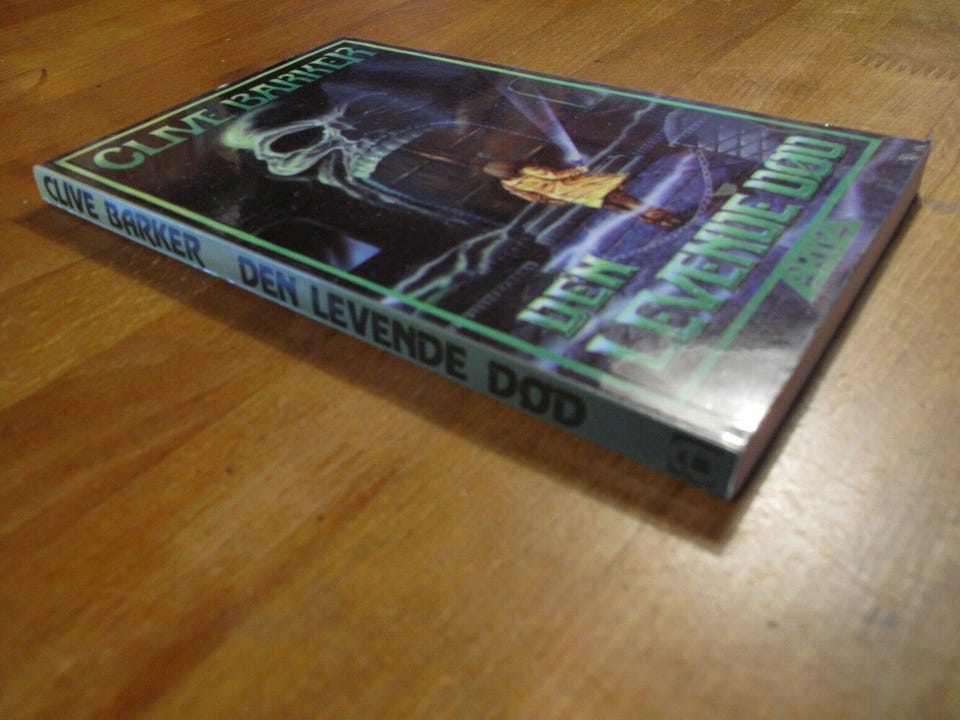 CLIVE BARKER
DEN
LEVENDE DØD
CLIVE BARKER DEN LEVENDE DØD